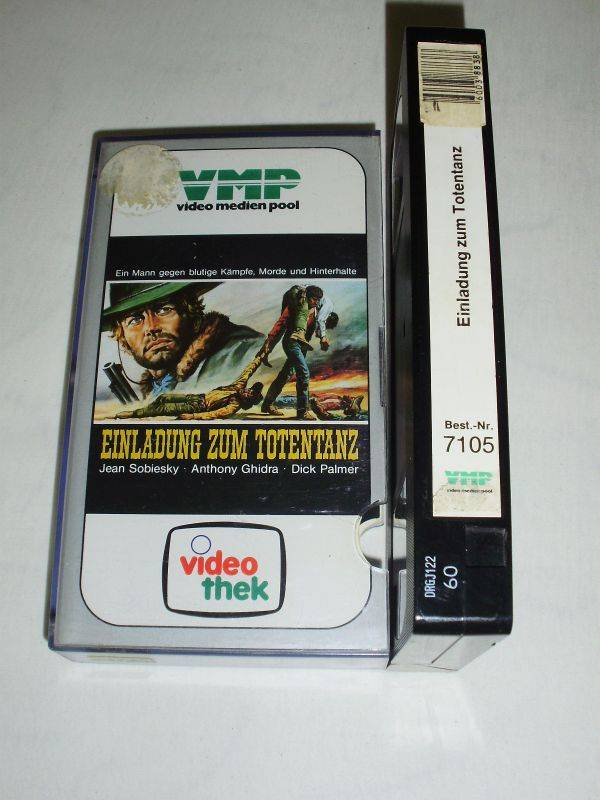 VMP
video medien pool
Ein Mann gegen blutige Kämpfe, Morde und Hinterhalte
EINLADUNG ZUM TOTENTANZ
Jean Sobiesky · Anthony Ghidra · Dick Palmer
video
thek
60038838
Einladung zum Totentanz
Best.-Nr.
7105
VMP
video medien pool
DRGJ122
60